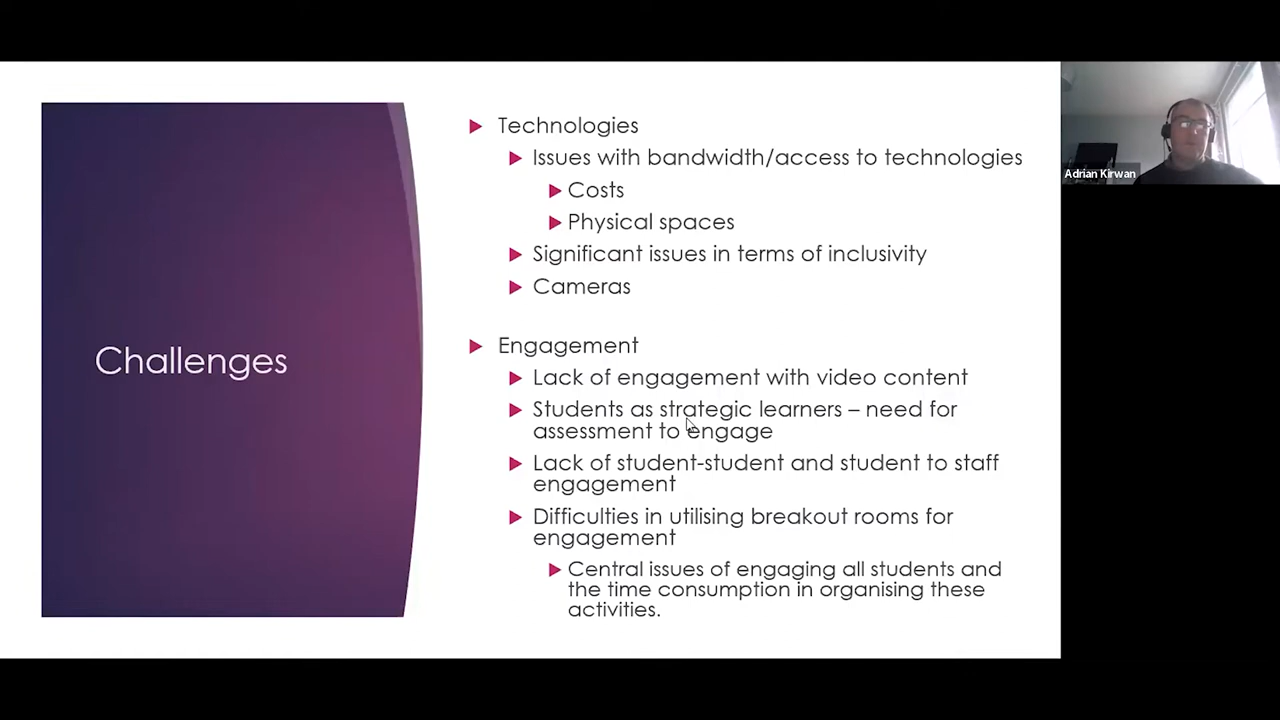 Challenges
Technologies
Issues with bandwidth/access to technologies
Costs
Physical spaces
Significant issues in terms of inclusivity
Cameras
Engagement
Lack of engagement with video content
Students as strategic learners – need for
assessment to engage
Lack of student-student and student to staff
engagement
Difficulties in utilising breakout rooms for
engagement
Central issues of engaging all students and
the time consumption in organising these
activities.
Adrian Kirwan